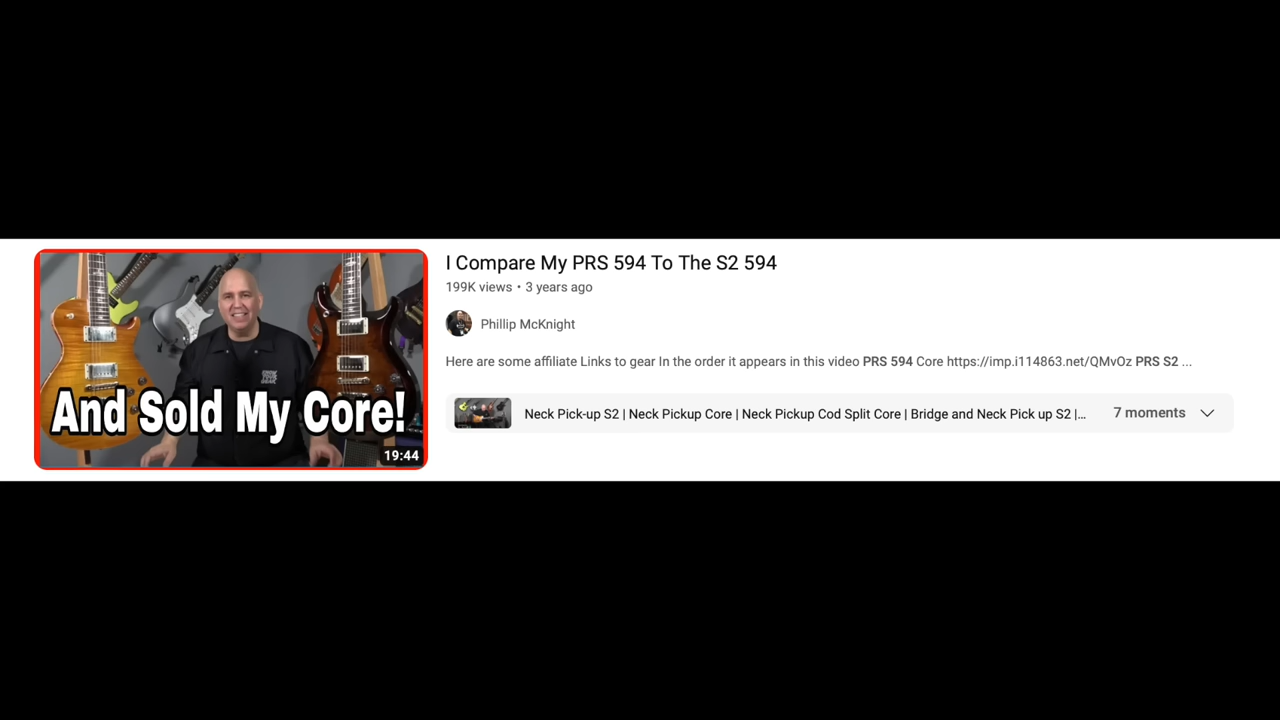 I Compare My PRS 594 To The S2 594
199K views • 3 years ago
Phillip McKnight
Here are some affiliate Links to gear In the order it appears in this video PRS 594 Core https://imp.i114863.net/QMvOz PRS S2 ...
And Sold My Core!
19:44
Neck Pick-up S2 | Neck Pickup Core | Neck Pickup Cod Split Core | Bridge and Neck Pick up S2 |...
7 moments